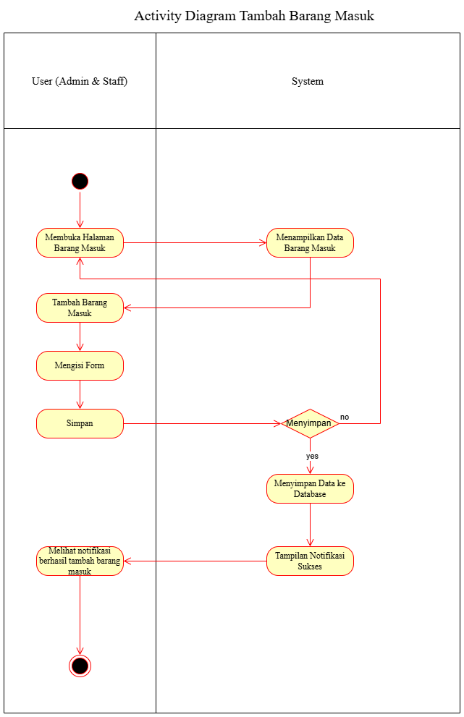 Activity Diagram Tambah Barang Masuk
User (Admin & Staff)
System
Membuka Halaman
Barang Masuk
Menampilkan Data
Barang Masuk
Tambah Barang
Masuk
Mengisi Form
Simpan
Menyimpan
no
yes
Menyimpan Data ke
Database
Tampilan Notifikasi
Sukses
Melihat notifikasi
berhasil tambah barang
masuk